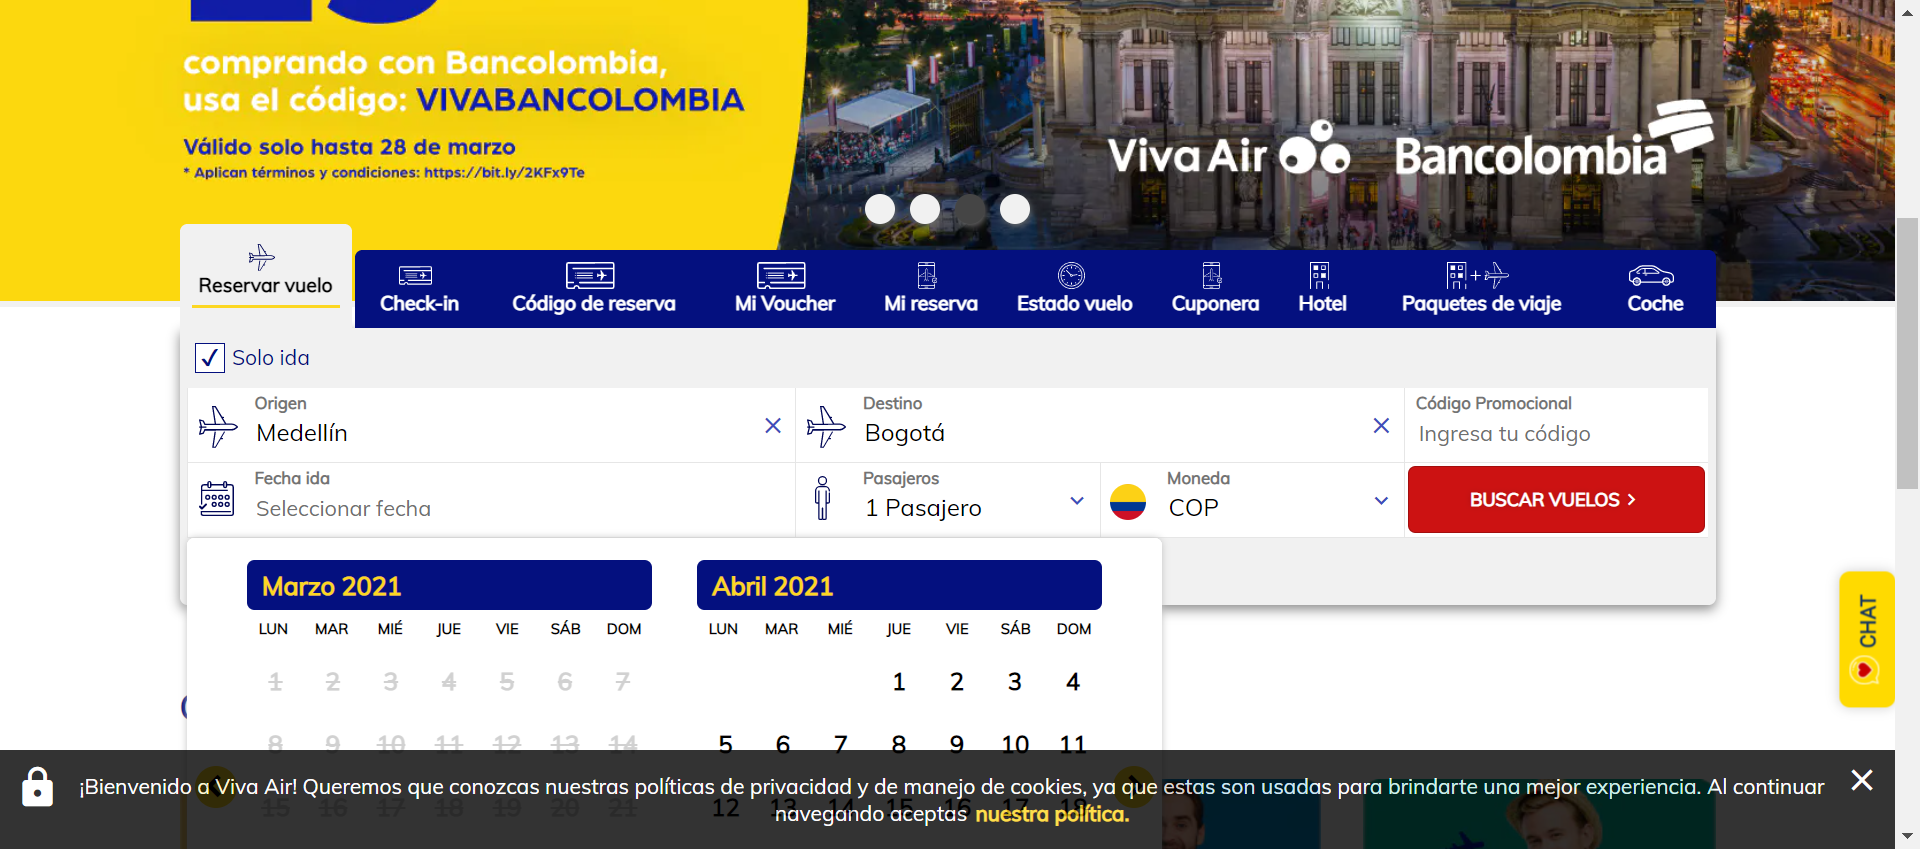 comprando con Bancolombia,
usa el código: VIVABANCOLOMBIA
Válido solo hasta 28 de marzo
* Aplican términos y condiciones: https://bit.ly/2KFx9Te
Viva Air Bancolombia
Reservar vuelo
Check-in Código de reserva Mi Voucher Mi reserva Estado vuelo Cuponera Hotel Paquetes de viaje Coche
Solo ida
Origen Destino Código Promocional
Medellín Bogotá Ingresa tu código
Fecha ida Pasajeros Moneda
Seleccionar fecha 1 Pasajero COP BUSCAR VUELOS
Marzo 2021 Abril 2021
LUN MAR MIÉ JUE VIE SÁB DOM LUN MAR MIÉ JUE VIE SÁB DOM
1 2 3 4 5 6 7 1 2 3 4
8 9 10 11 12 13 14 5 6 7 8 9 10 11
15 16 17 18 19 20 21 12 13 14 15 16 17 18
CHAT
¡Bienvenido a Viva Air! Queremos que conozcas nuestras políticas de privacidad y de manejo de cookies, ya que estas son usadas para brindarte una mejor experiencia. Al continuar
navegando aceptas nuestra política.